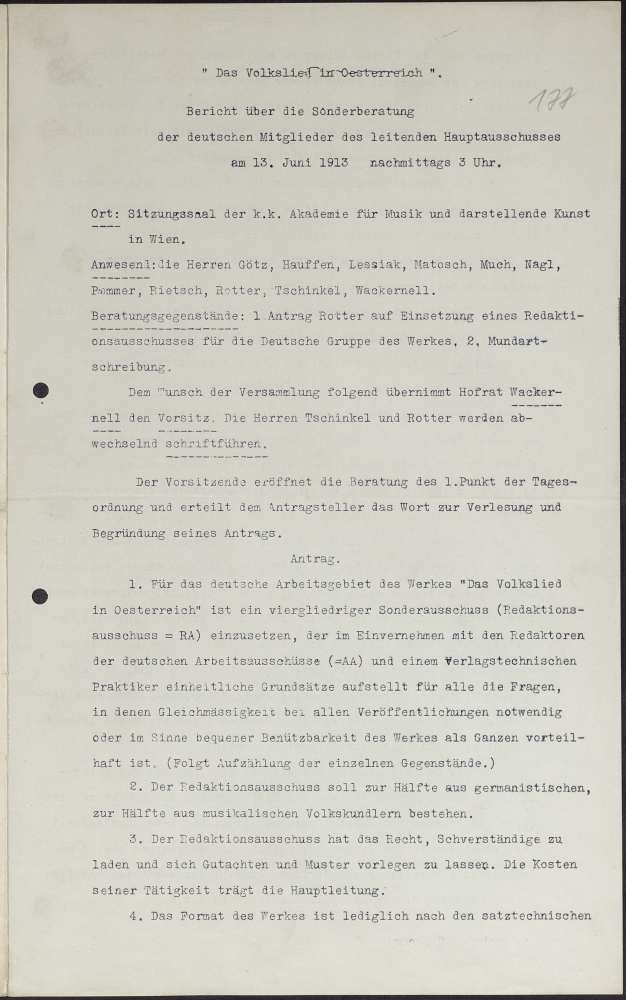 " Das Volkslied in Oesterreich ".
177
Bericht über die Sonderberatung
der deutschen Mitglieder des leitenden Hauptausschusses
am 13. Juni 1913 nachmittags 3 Uhr.
Ort: Sitzungssaal der k.k. Akademie für Musik und darstellende Kunst
in Wien.
Anwesend:die Herren Götz, Hauffen, Lessiak, Matosch, Much, Nagl,
Pommer, Rietsch, Rotter, Tschinkel, Wackernell.
Beratungsgegenstände: 1 Antrag Rotter auf Einsetzung eines Redakti-
onsausschusses für die Deutsche Gruppe des Werkes, 2, Mundart-
schreibung.
Dem Wunsch der Versammlung folgend übernimmt Hofrat Wacker-
nell den Vorsitz. Die Herren Tschinkel und Rotter werden ab-
wechselnd schriftführen.
Der Vorsitzende eröffnet die Beratung des 1.Punkt der Tages-
ordnung und erteilt dem Antragsteller das Wort zur Verlesung und
Begründung seines Antrags.
Antrag.
1. Für das deutsche Arbeitsgebiet des Werkes "Das Volkslied
in Oesterreich" ist ein viergliedriger Sonderausschuss (Redaktions-
ausschuss = RA) einzusetzen, der im Einvernehmen mit den Redaktoren
der deutschen Arbeitsausschüsse (=AA) und einem Verlagstechnischen
Praktiker einheitliche Grundsätze aufstellt für alle die Fragen,
in denen Gleichmässigkeit bei allen Veröffentlichungen notwendig
oder im Sinne bequemer Benützbarkeit des Werkes als Ganzen vorteil-
haft ist. (Folgt Aufzählung der einzelnen Gegenstände.)
2. Der Redaktionsausschuss soll zur Hälfte aus germanistischen,
zur Hälfte aus musikalischen Volkskundlern bestehen.
3. Der Redaktionsausschuss hat das Recht, Schverständige zu
laden und sich Gutachten und Muster vorlegen zu lassen. Die Kosten
seiner Tätigkeit trägt die Hauptleitung.
4. Das Format des Werkes ist lediglich nach den satztechnischen